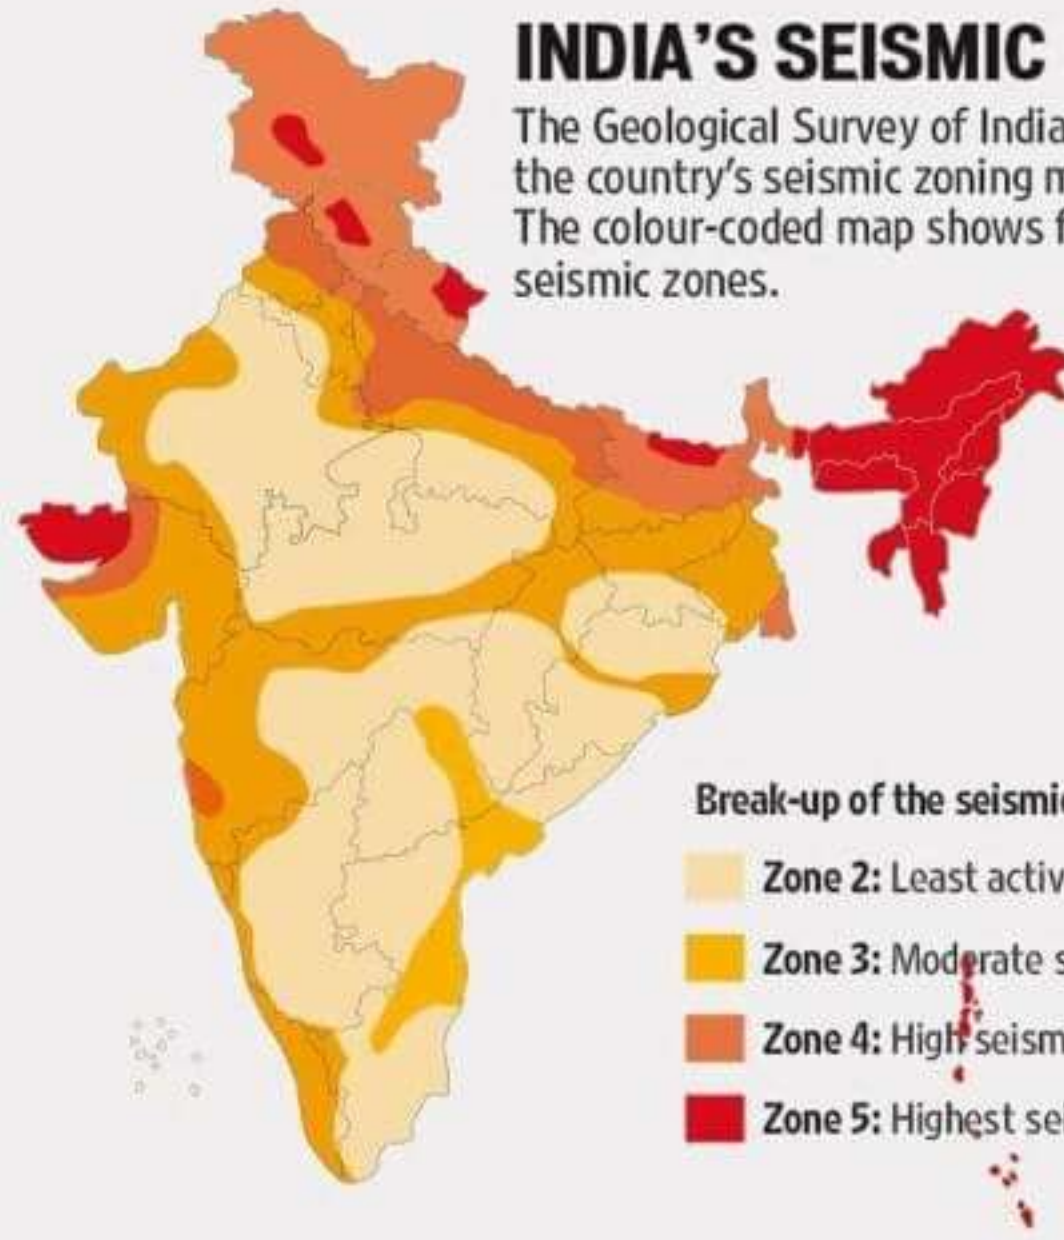 INDIA'S SEISMIC
The Geological Survey of India
the country's seismic zoning m
The colour-coded map shows
seismic zones.
Break-up of the seismic
Zone 2: Least activ
Zone 3: Moderate s
Zone 4: High seism
Zone 5: Highest se